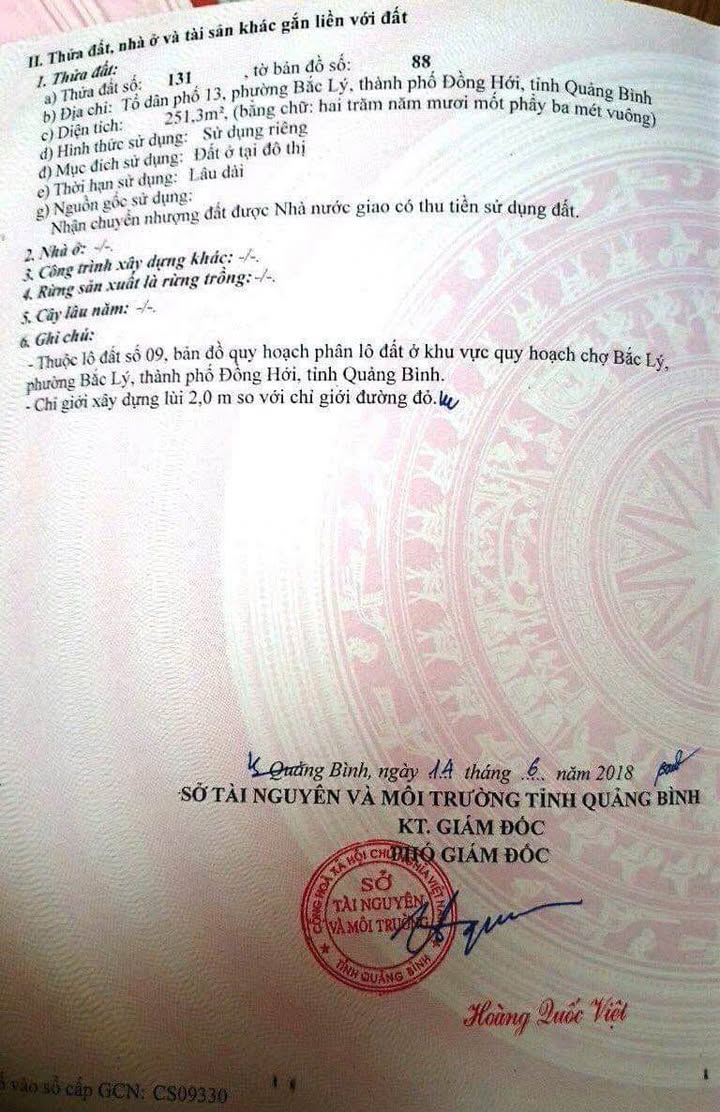 II. Thửa đất, nhà ở và tài sản khác gắn liền với đất
1. Thửa đất:
a) Thửa đất số: 131 , tờ bản đồ số: 88
b) Địa chỉ: Tổ dân phố 13, phường Bắc Lý, thành phố Đồng Hới, tỉnh Quảng Bình
c) Diện tích: 251,3m², (bằng chữ: hai trăm năm mươi mốt phẩy ba mét vuông)
d) Hình thức sử dụng: Sử dụng riêng
đ) Mục đích sử dụng: Đất ở tại đô thị
e) Thời hạn sử dụng: Lâu dài
g) Nguồn gốc sử dụng:
Nhận chuyển nhượng đất được Nhà nước giao có thu tiền sử dụng đất.
2. Nhà ở: -/-.
3. Công trình xây dựng khác: -/-.
4. Rừng sản xuất là rừng trồng: -/-.
5. Cây lâu năm: -/-.
6. Ghi chú:
- Thuộc lô đất số 09, bản đồ quy hoạch phân lô đất ở khu vực quy hoạch chợ Bắc Lý,
phường Bắc Lý, thành phố Đồng Hới, tỉnh Quảng Bình.
- Chỉ giới xây dựng lùi 2,0 m so với chỉ giới đường đỏ.
Quảng Bình, ngày 14 tháng 6 năm 2018
SỞ TÀI NGUYÊN VÀ MÔI TRƯỜNG TỈNH QUẢNG BÌNH
KT. GIÁM ĐỐC
PHÓ GIÁM ĐỐC
CỘNG HOÀ XÃ HỘI CHỦ NGHĨA VIỆT NAM
SỞ
TÀI NGUYÊN
VÀ MÔI TRƯỜNG
TỈNH QUẢNG BÌNH
Hoàng Quốc Việt
vào sổ cấp GCN: CS09330